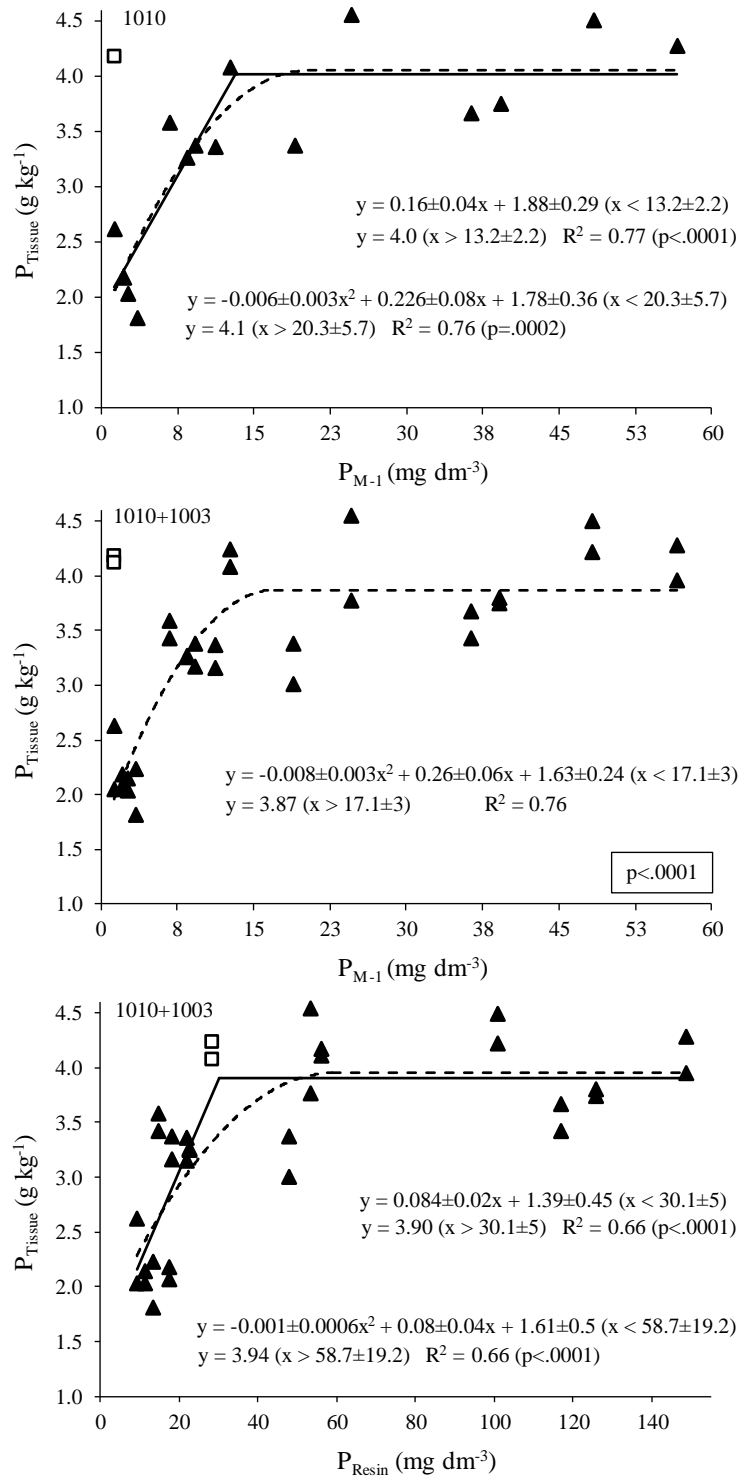 1010
4.5
4.0
3.5
3.0
2.5
2.0
1.5
1.0
P_Tissue (g kg⁻¹)
y = 0.16±0.04x + 1.88±0.29 (x < 13.2±2.2)
y = 4.0 (x > 13.2±2.2) R² = 0.77 (p<.0001)
y = -0.006±0.003x² + 0.226±0.08x + 1.78±0.36 (x < 20.3±5.7)
y = 4.1 (x > 20.3±5.7) R² = 0.76 (p=.0002)
0 8 15 23 30 38 45 53 60
P_M-1 (mg dm⁻³)
1010+1003
4.5
4.0
3.5
3.0
2.5
2.0
1.5
1.0
P_Tissue (g kg⁻¹)
y = -0.008±0.003x² + 0.26±0.06x + 1.63±0.24 (x < 17.1±3)
y = 3.87 (x > 17.1±3) R² = 0.76
p<.0001
0 8 15 23 30 38 45 53 60
P_M-1 (mg dm⁻³)
1010+1003
4.5
4.0
3.5
3.0
2.5
2.0
1.5
1.0
P_Tissue (g kg⁻¹)
y = 0.084±0.02x + 1.39±0.45 (x < 30.1±5)
y = 3.90 (x > 30.1±5) R² = 0.66 (p<.0001)
y = -0.001±0.0006x² + 0.08±0.04x + 1.61±0.5 (x < 58.7±19.2)
y = 3.94 (x > 58.7±19.2) R² = 0.66 (p<.0001)
0 20 40 60 80 100 120 140
P_Resin (mg dm⁻³)